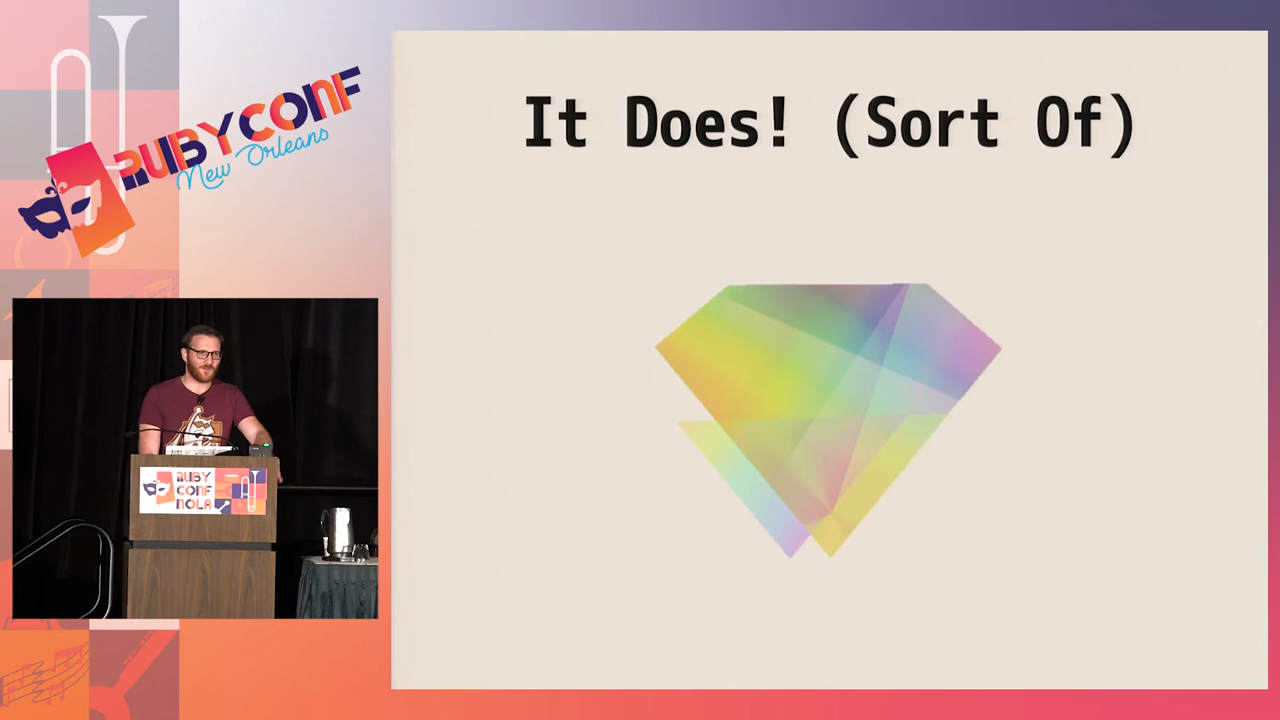 RUBYCONF
New Orleans
It Does! (Sort Of)
RUBY
CONF
NOLA